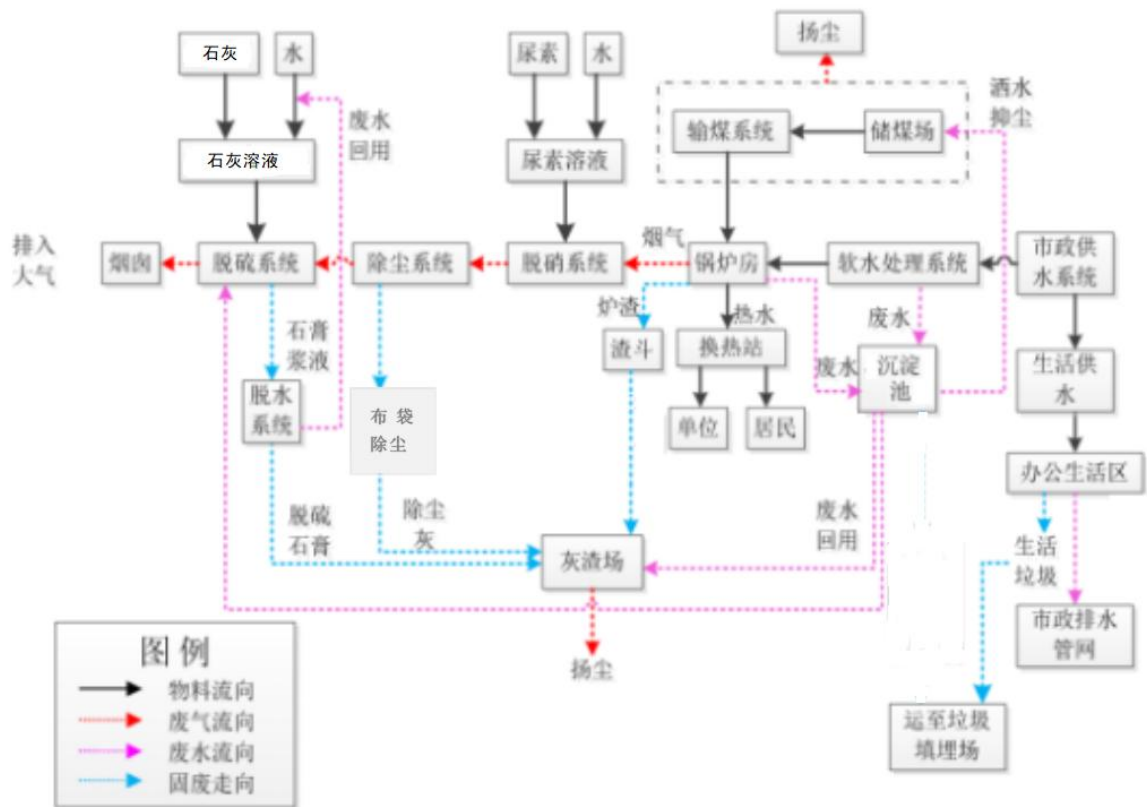 扬尘
石灰
水
尿素
水
废水
回用
洒水
抑尘
输煤系统
储煤场
石灰溶液
尿素溶液
排入
大气
烟囱
脱硫系统
除尘系统
脱硝系统
烟气
锅炉房
软水处理系统
市政供
水系统
炉渣
热水
废水
石膏
浆液
渣斗
换热站
废水
沉淀
池
生活供
水
脱水
系统
布 袋
除尘
单位
居民
办公生活区
脱硫
石膏
除尘
灰
废水
回用
灰渣场
生活
垃圾
市政排水
管网
扬尘
运至垃圾
填埋场
图 例
物料流向
废气流向
废水流向
固废走向